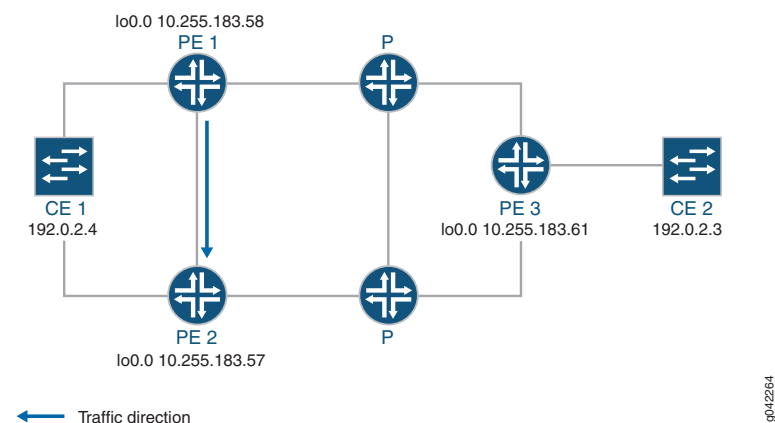 lo0.0 10.255.183.58
PE 1
P
CE 1
192.0.2.4
PE 3
lo0.0 10.255.183.61
CE 2
192.0.2.3
PE 2
lo0.0 10.255.183.57
P
Traffic direction
g042264